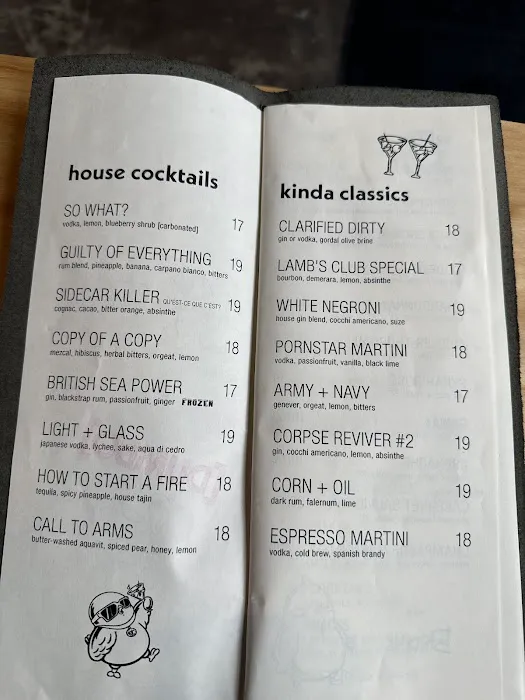 house cocktails
SO WHAT? 17
vodka, lemon, blueberry shrub [carbonated]
GUILTY OF EVERYTHING 19
rum blend, pineapple, banana, carpano bianco, bitters
SIDECAR KILLER QU'EST-CE QUE C'EST? 19
cognac, cacao, bitter orange, absinthe
COPY OF A COPY 18
mezcal, hibiscus, herbal bitters, orgeat, lemon
BRITISH SEA POWER 17
gin, blackstrap rum, passionfruit, ginger FROZEN
LIGHT + GLASS 19
japanese vodka, lychee, sake, aqua di cedro
HOW TO START A FIRE 18
tequila, spicy pineapple, house tajin
CALL TO ARMS 18
butter-washed aquavit, spiced pear, honey, lemon
kinda classics
CLARIFIED DIRTY 18
gin or vodka, gordal olive brine
LAMB'S CLUB SPECIAL 17
bourbon, demerara, lemon, absinthe
WHITE NEGRONI 19
house gin blend, cocchi americano, suze
PORNSTAR MARTINI 18
vodka, passionfruit, vanilla, black lime
ARMY + NAVY 17
genever, orgeat, lemon, bitters
CORPSE REVIVER #2 19
gin, cocchi americano, lemon, absinthe
CORN + OIL 19
dark rum, falernum, lime
ESPRESSO MARTINI 18
vodka, cold brew, spanish brandy